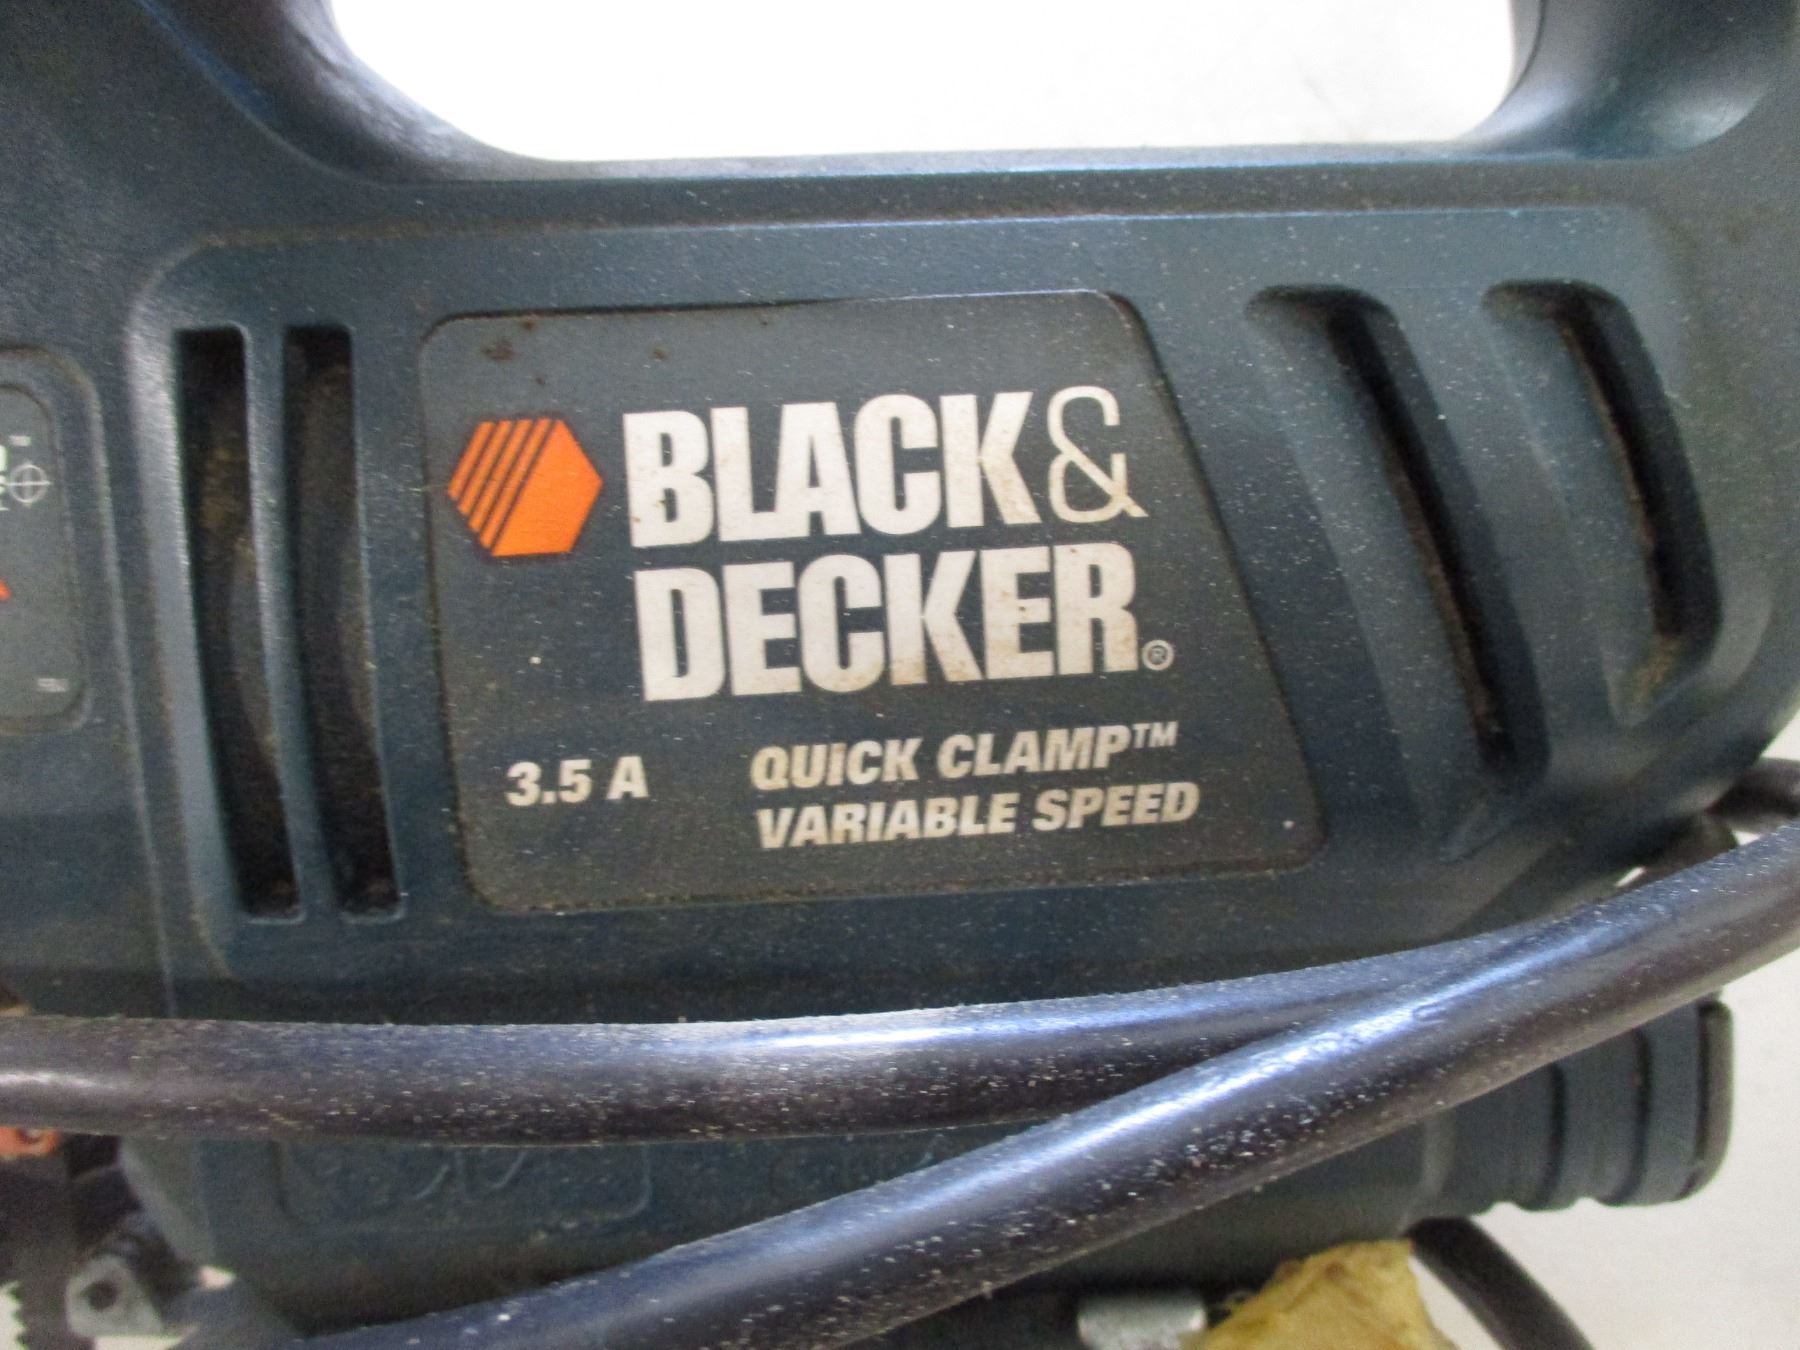 BLACK&
DECKER®
3.5 A
QUICK CLAMP™
VARIABLE SPEED